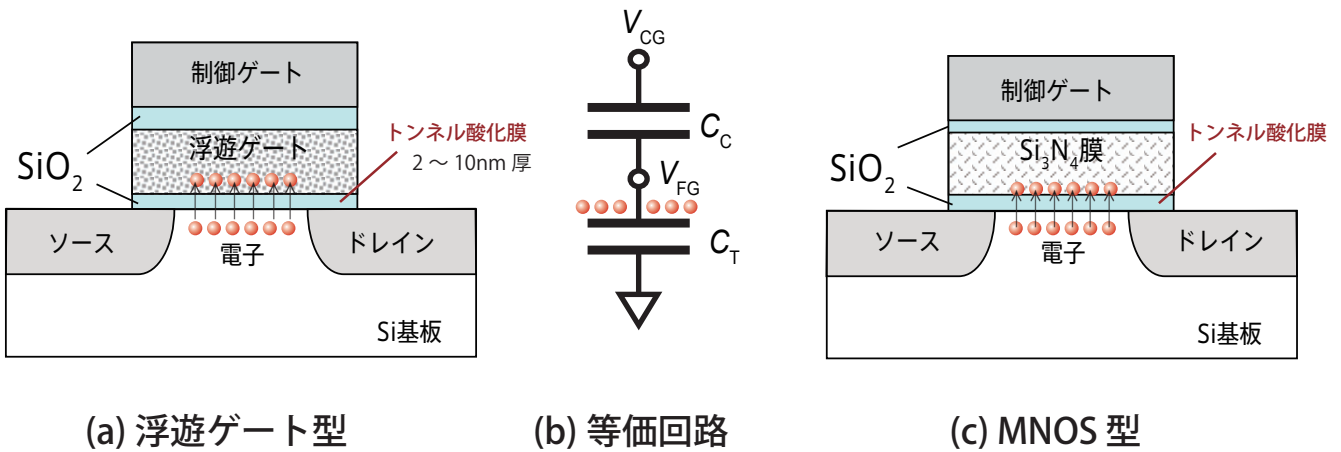 制御ゲート
浮遊ゲート
SiO₂
トンネル酸化膜
2 ～ 10nm 厚
ソース
電子
ドレイン
Si基板
(a) 浮遊ゲート型
V_CG
C_C
V_FG
C_T
(b) 等価回路
制御ゲート
Si₃N₄膜
SiO₂
トンネル酸化膜
ソース
電子
ドレイン
Si基板
(c) MNOS 型